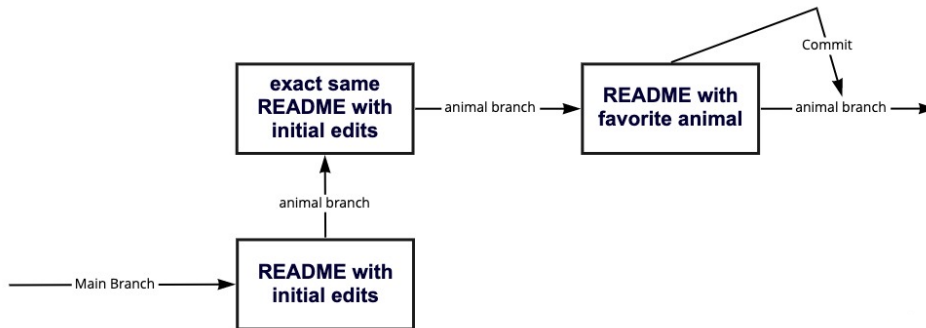 Commit
exact same
README with
initial edits
animal branch
README with
favorite animal
animal branch
animal branch
Main Branch
README with
initial edits